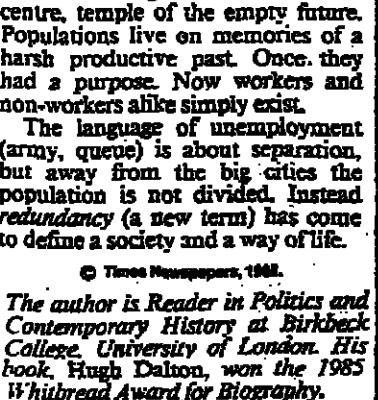 centre, temple of the empty future.
Populations live on memories of a
harsh productive past. Once they
had a purpose. Now workers and
non-workers alike simply exist.
The language of unemployment
(army, queue) is about separation,
but away from the big cities the
population is not divided. Instead
redundancy (a new term) has come
to define a society and a way of life.
© Times Newspapers,
The author is Reader in Politics and
Contemporary History at Birkbeck
College, University of London. His
book, Hugh Dalton, won the 1985
Whitbread Award for Biography.